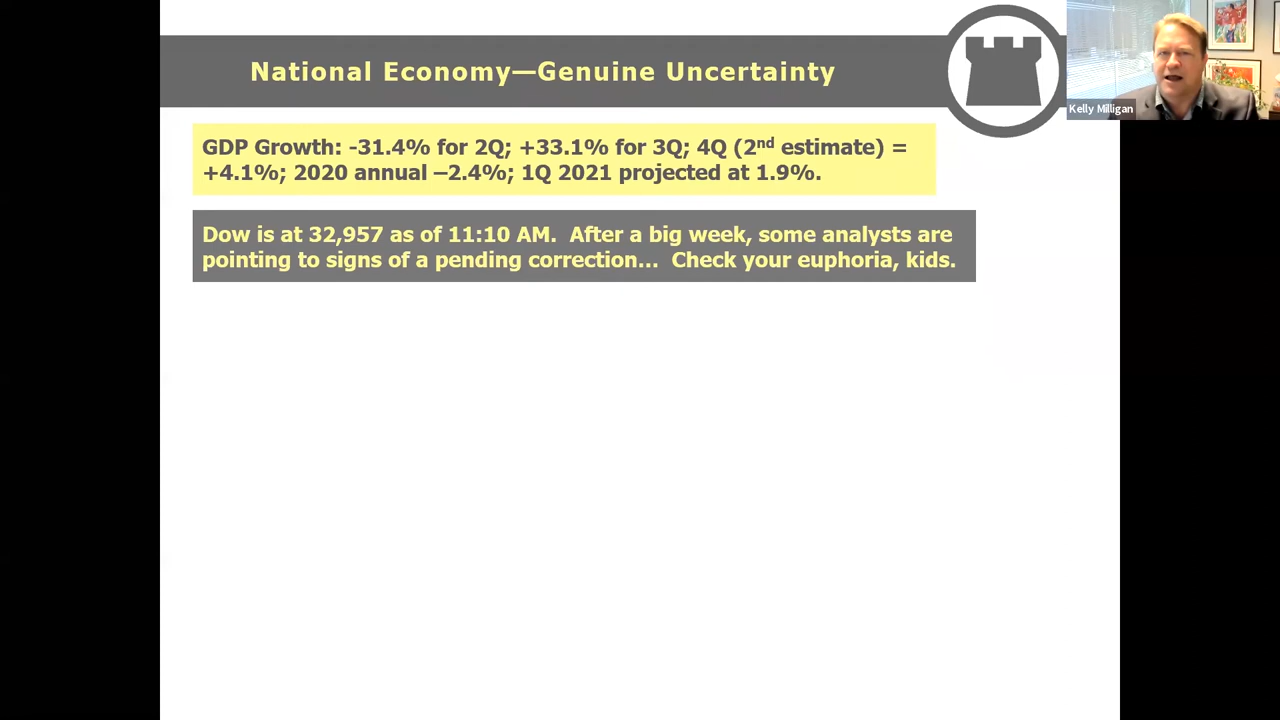 National Economy—Genuine Uncertainty
Kelly Milligan
GDP Growth: -31.4% for 2Q; +33.1% for 3Q; 4Q (2nd estimate) =
+4.1%; 2020 annual –2.4%; 1Q 2021 projected at 1.9%.
Dow is at 32,957 as of 11:10 AM.  After a big week, some analysts are
pointing to signs of a pending correction…  Check your euphoria, kids.